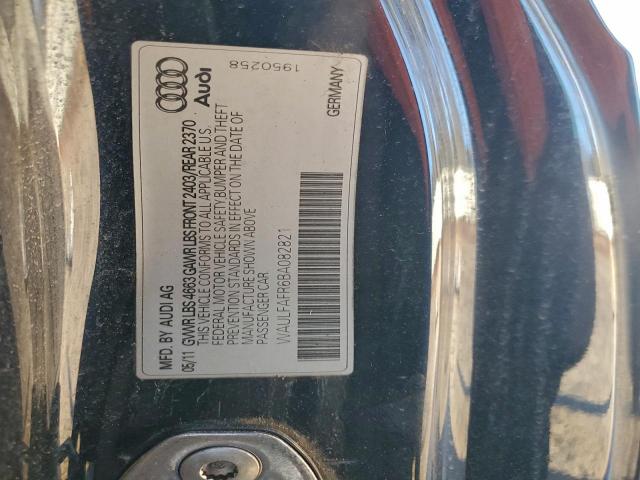 Audi
1950258
GERMANY
MFD. BY AUDI AG
05/11 GVWR LBS 4663 GAWR LBS FRONT 2403/REAR 2370
THIS VEHICLE CONFORMS TO ALL APPLICABLE U.S.
FEDERAL MOTOR VEHICLE SAFETY, BUMPER AND THEFT
PREVENTION STANDARDS IN EFFECT ON THE DATE OF
MANUFACTURE SHOWN ABOVE
PASSENGER CAR
WAULFAFR6BA082821